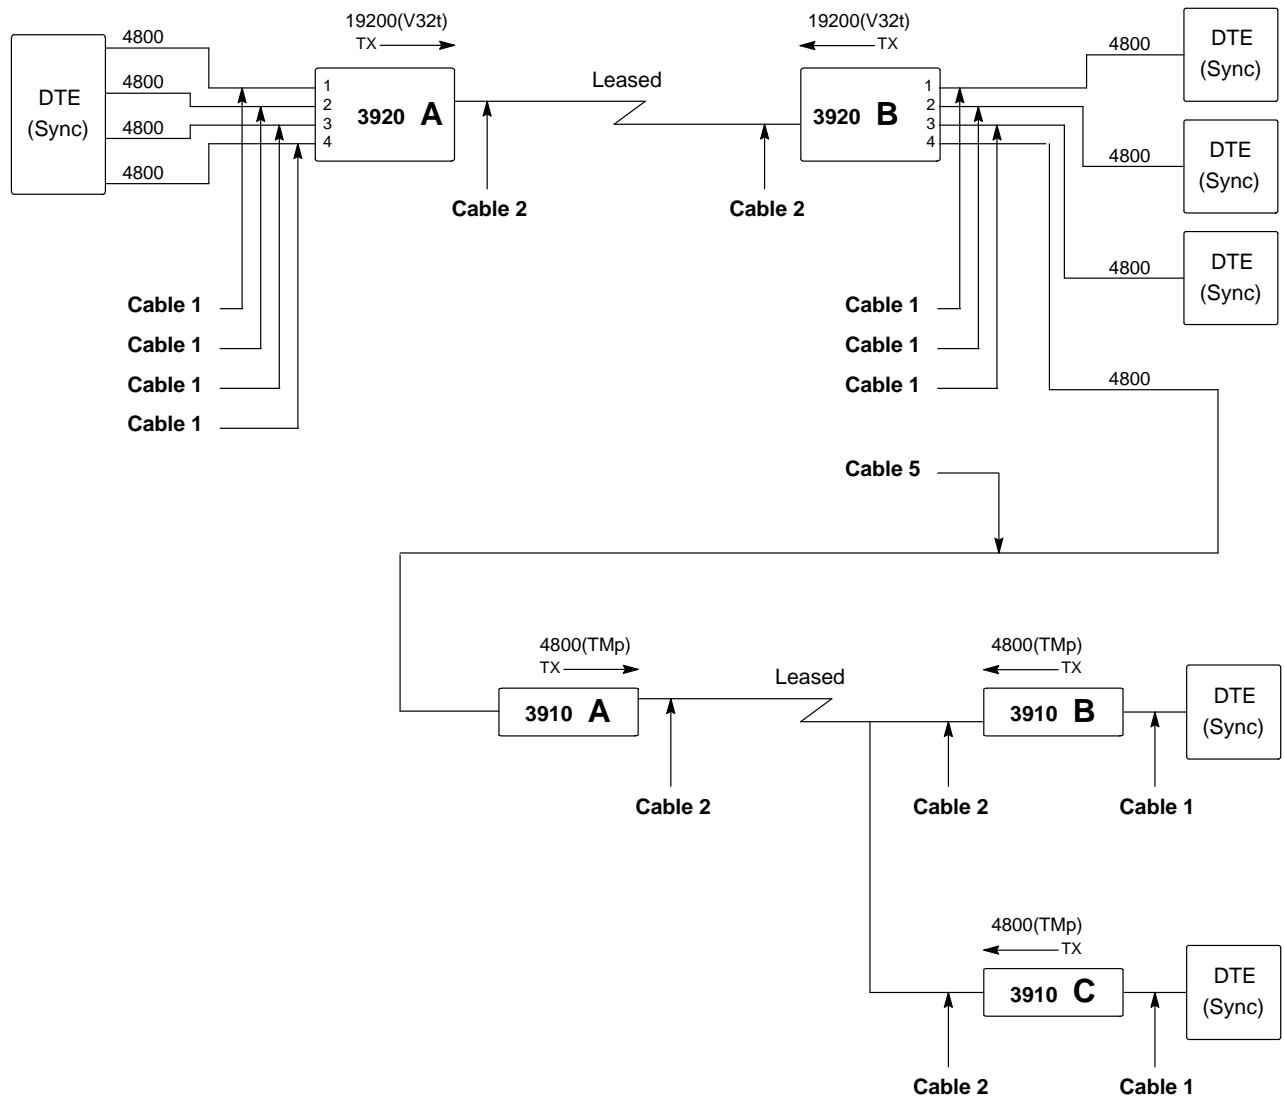 19200(V32t)
TX
19200(V32t)
TX
4800
4800
4800
4800
DTE
(Sync)
1
2
3
4
3920 A
Leased
3920 B
1
2
3
4
4800
DTE
(Sync)
4800
DTE
(Sync)
4800
DTE
(Sync)
Cable 2
Cable 2
Cable 1
Cable 1
Cable 1
Cable 1
Cable 1
Cable 1
Cable 1
4800
Cable 5
4800(TMp)
TX
4800(TMp)
TX
Leased
3910 A
3910 B
DTE
(Sync)
Cable 2
Cable 2
Cable 1
4800(TMp)
TX
3910 C
DTE
(Sync)
Cable 2
Cable 1